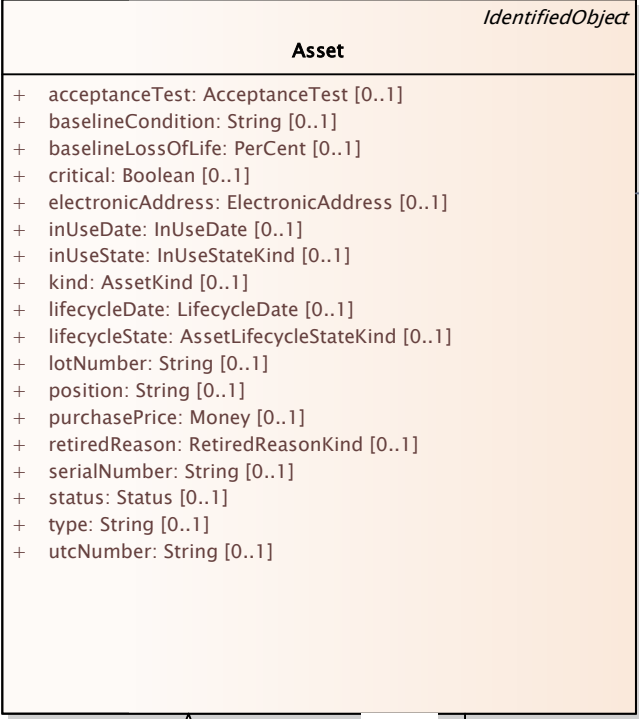 IdentifiedObject
Asset
+ acceptanceTest: AcceptanceTest [0..1]
+ baselineCondition: String [0..1]
+ baselineLossOfLife: PerCent [0..1]
+ critical: Boolean [0..1]
+ electronicAddress: ElectronicAddress [0..1]
+ inUseDate: InUseDate [0..1]
+ inUseState: InUseStateKind [0..1]
+ kind: AssetKind [0..1]
+ lifecycleDate: LifecycleDate [0..1]
+ lifecycleState: AssetLifecycleStateKind [0..1]
+ lotNumber: String [0..1]
+ position: String [0..1]
+ purchasePrice: Money [0..1]
+ retiredReason: RetiredReasonKind [0..1]
+ serialNumber: String [0..1]
+ status: Status [0..1]
+ type: String [0..1]
+ utcNumber: String [0..1]